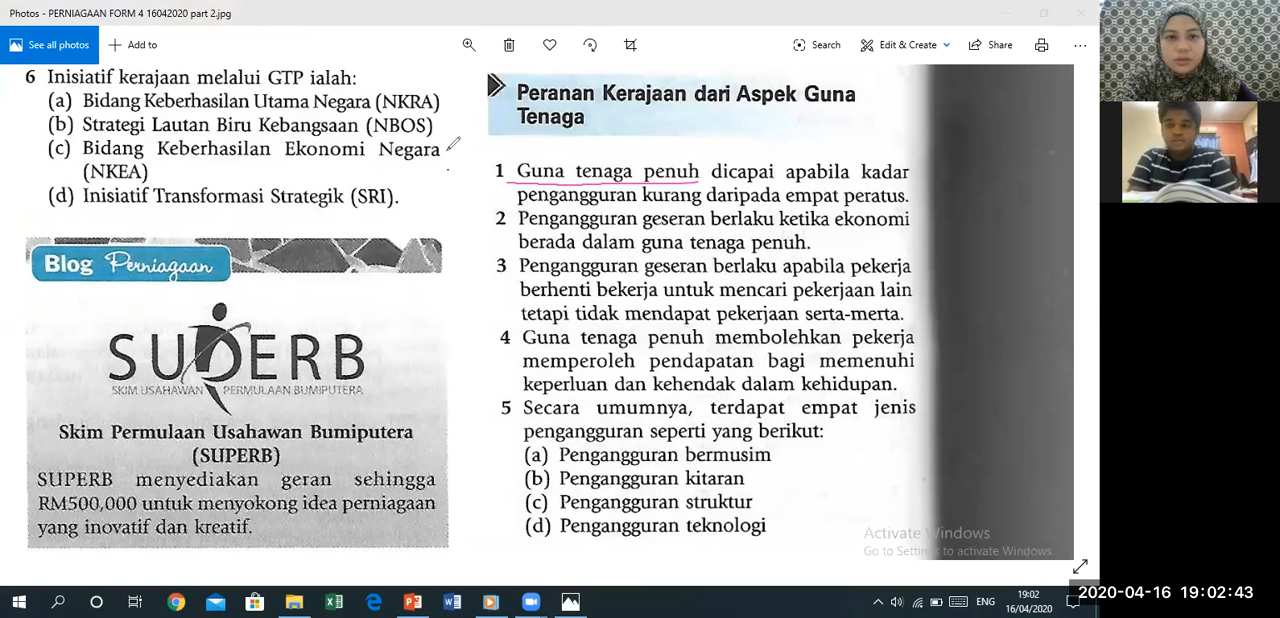 Photos - PERNIAGAAN FORM 4 16042020 part 2.jpg
See all photos
Add to
Search
Edit & Create
Share
6 Inisiatif kerajaan melalui GTP ialah:
(a) Bidang Keberhasilan Utama Negara (NKRA)
(b) Strategi Lautan Biru Kebangsaan (NBOS)
(c) Bidang Keberhasilan Ekonomi Negara
(NKEA)
(d) Inisiatif Transformasi Strategik (SRI).
Blog Perniagaan
SUPERB
SKIM USAHAWAN PERMULAAN BUMIPUTERA
Skim Permulaan Usahawan Bumiputera
(SUPERB)
SUPERB menyediakan geran sehingga
RM500,000 untuk menyokong idea perniagaan
yang inovatif dan kreatif.
Peranan Kerajaan dari Aspek Guna
Tenaga
1 Guna tenaga penuh dicapai apabila kadar
pengangguran kurang daripada empat peratus.
2 Pengangguran geseran berlaku ketika ekonomi
berada dalam guna tenaga penuh.
3 Pengangguran geseran berlaku apabila pekerja
berhenti bekerja untuk mencari pekerjaan lain
tetapi tidak mendapat pekerjaan serta-merta.
4 Guna tenaga penuh membolehkan pekerja
memperoleh pendapatan bagi memenuhi
keperluan dan kehendak dalam kehidupan.
5 Secara umumnya, terdapat empat jenis
pengangguran seperti yang berikut:
(a) Pengangguran bermusim
(b) Pengangguran kitaran
(c) Pengangguran struktur
(d) Pengangguran teknologi
Activate Windows
Go to Settings to activate Windows.
ENG
19:02
16/04/2020
2020-04-16 19:02:43